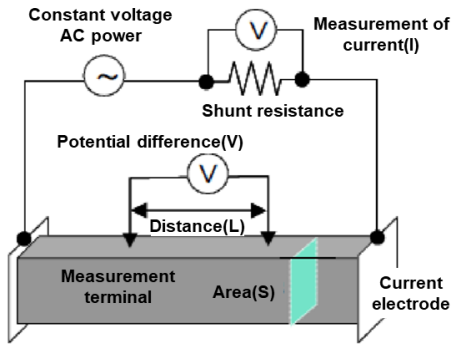 Constant voltage
AC power
~
V
Measurement of
current(I)
Shunt resistance
Potential difference(V)
V
Distance(L)
Measurement
terminal
Area(S)
Current
electrode